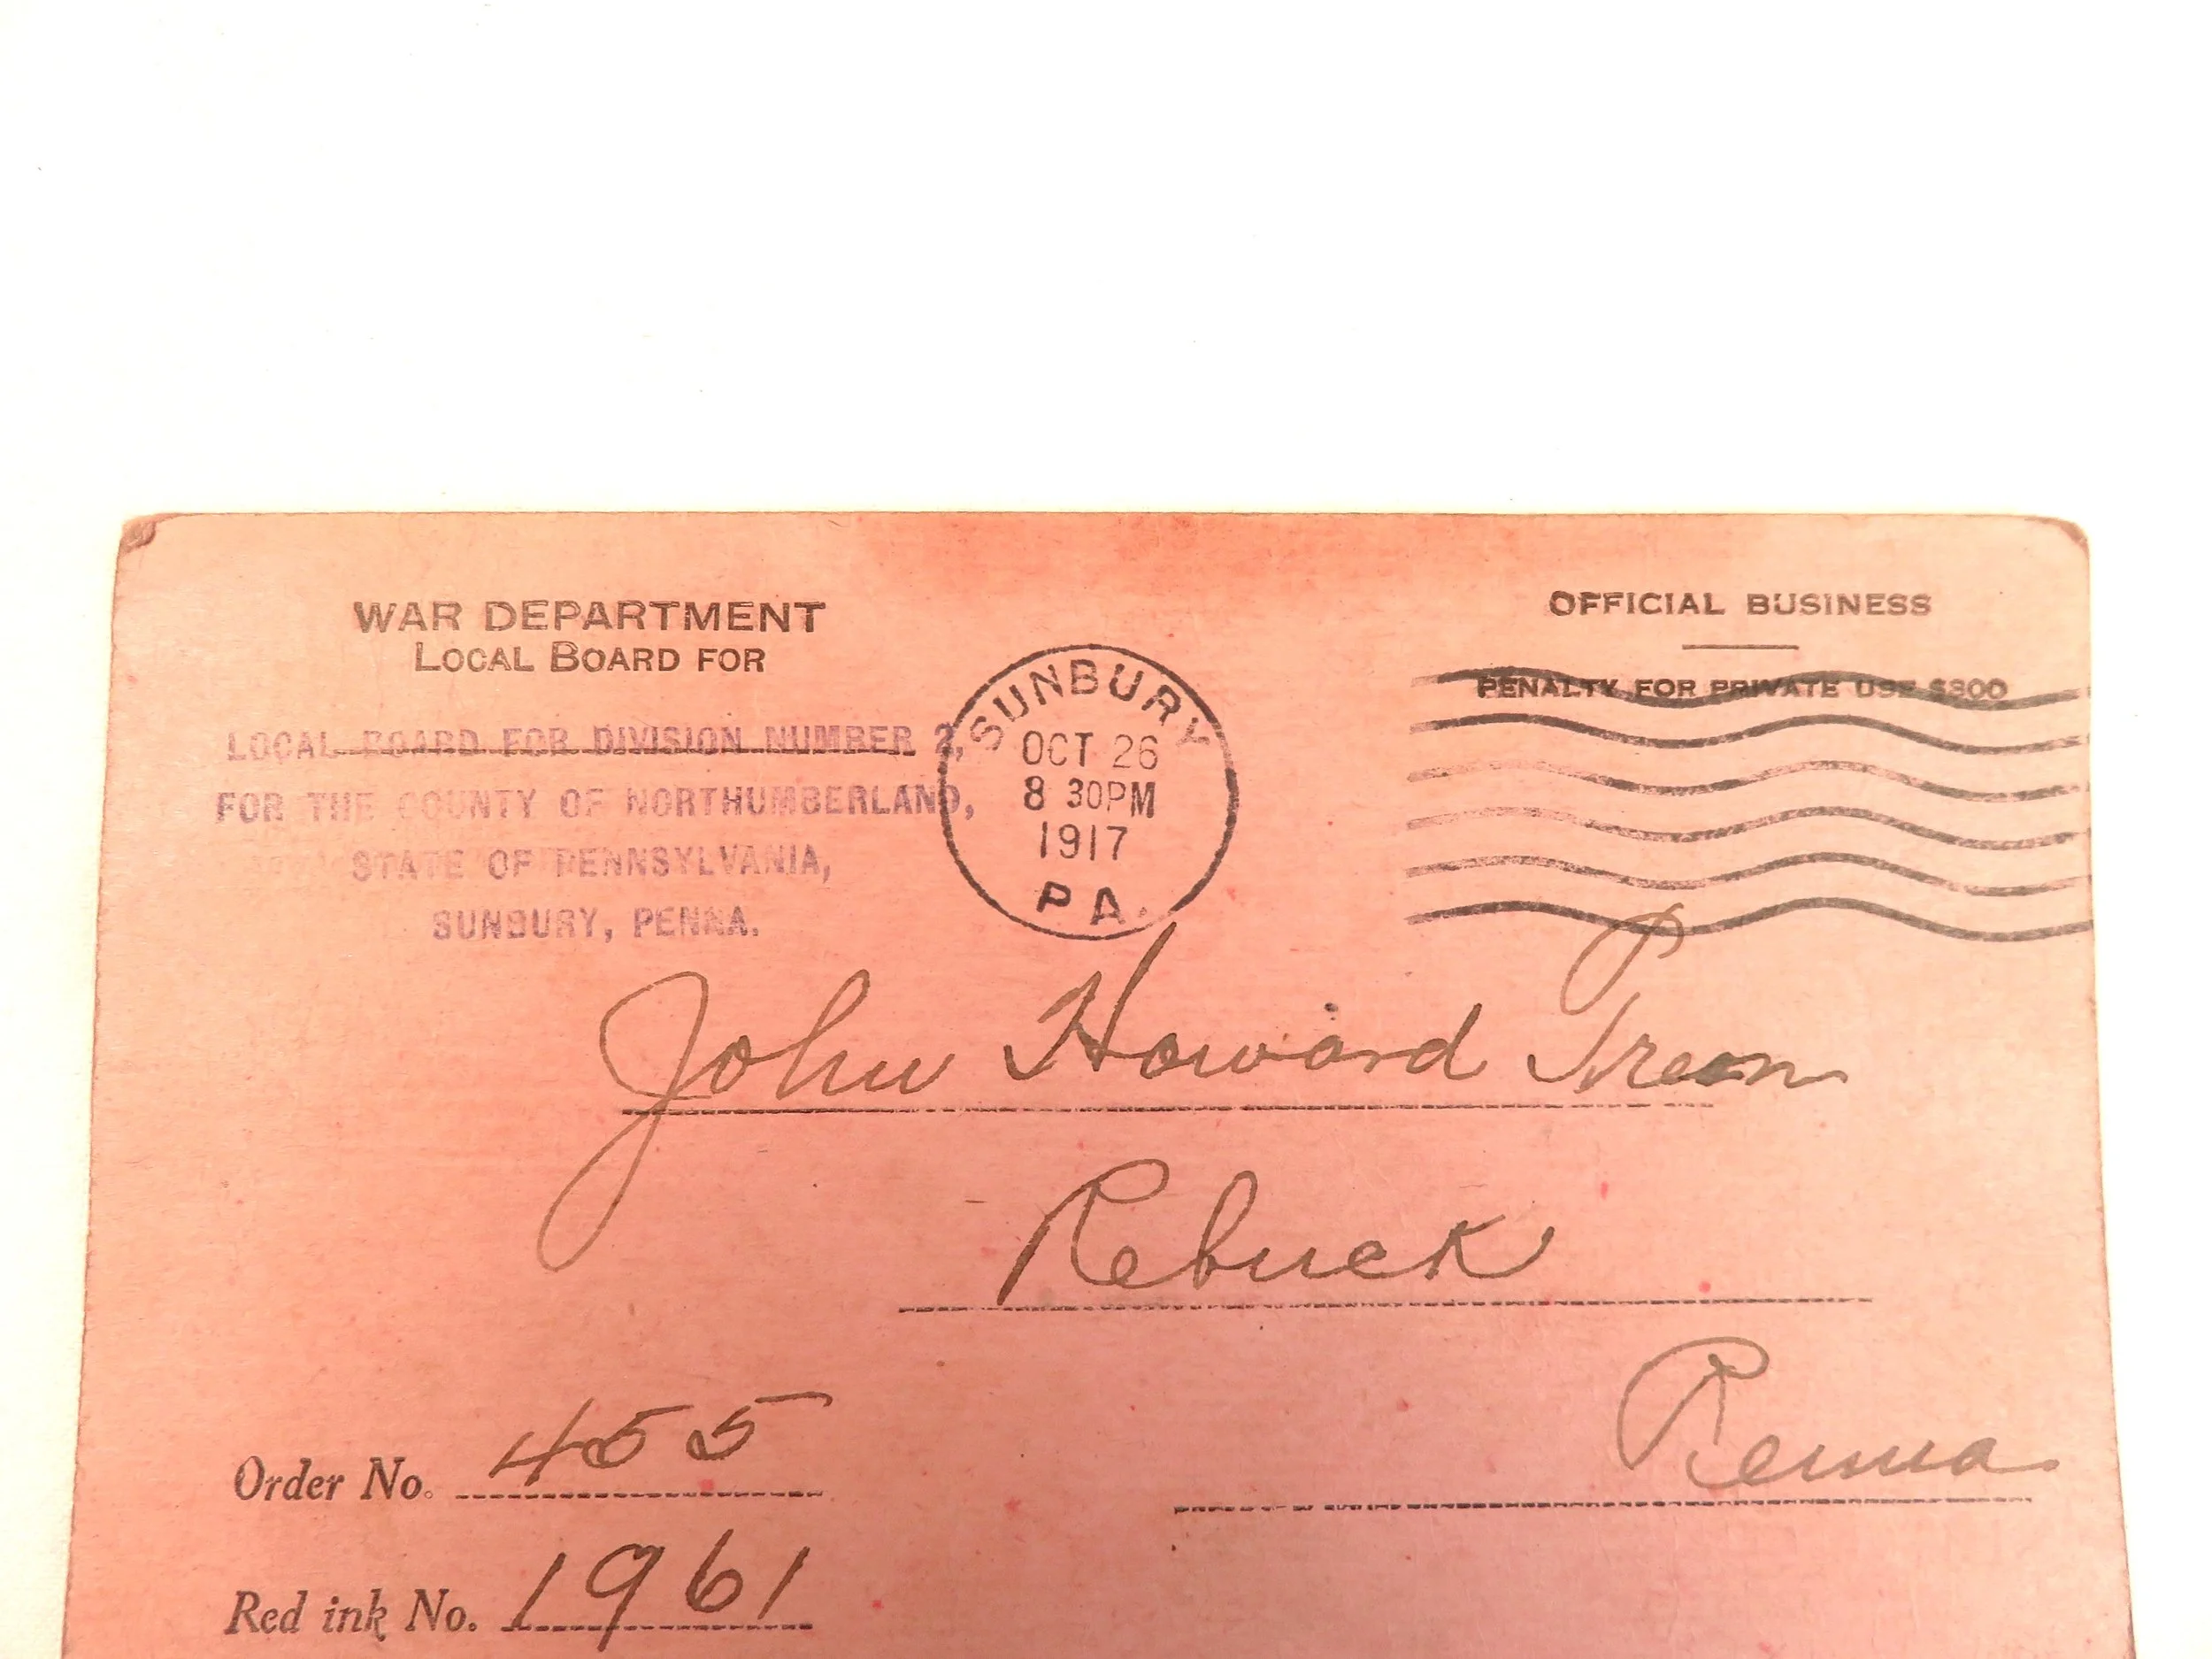 WAR DEPARTMENT
LOCAL BOARD FOR
OFFICIAL BUSINESS
PENALTY FOR PRIVATE USE $300
LOCAL BOARD FOR DIVISION NUMBER 2,
FOR THE COUNTY OF NORTHUMBERLAND,
STATE OF PENNSYLVANIA,
SUNBURY, PENNA.
SUNBURY
OCT 26
8 30PM
1917
PA.
John Howard
Rebuck
Penna
Order No. 455
Red ink No. 1961